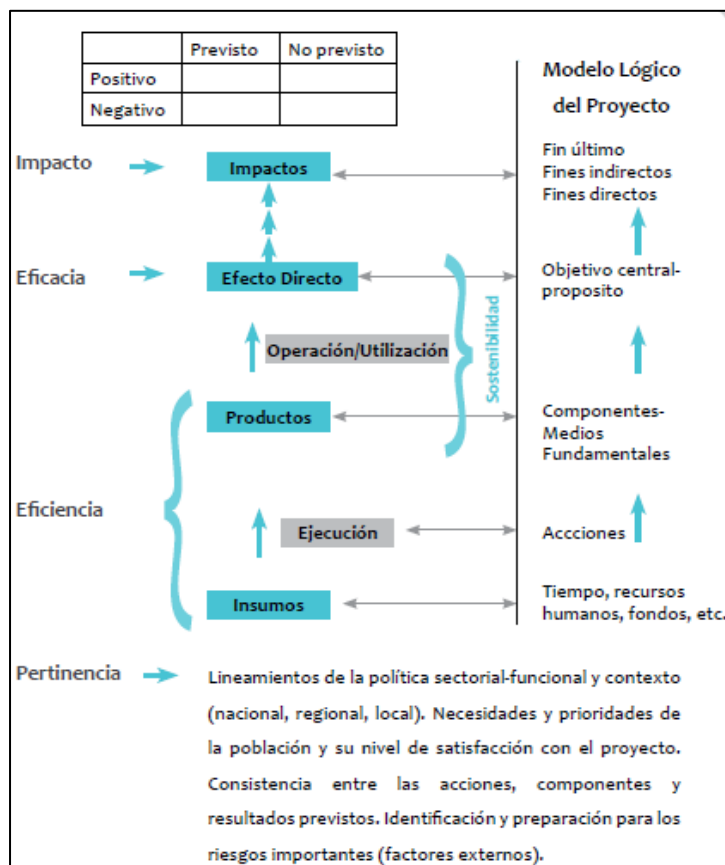 Previsto No previsto
Positivo
Negativo
Modelo Lógico
del Proyecto
Impacto
Impactos
Fin último
Fines indirectos
Fines directos
Eficacia
Efecto Directo
Objetivo central-
proposito
Operación/Utilización
Sostenibilidad
Productos
Componentes-
Medios
Fundamentales
Eficiencia
Ejecución
Accciones
Insumos
Tiempo, recursos
humanos, fondos, etc.
Pertinencia
Lineamientos de la política sectorial-funcional y contexto
(nacional, regional, local). Necesidades y prioridades de
la población y su nivel de satisfacción con el proyecto.
Consistencia entre las acciones, componentes y
resultados previstos. Identificación y preparación para los
riesgos importantes (factores externos).